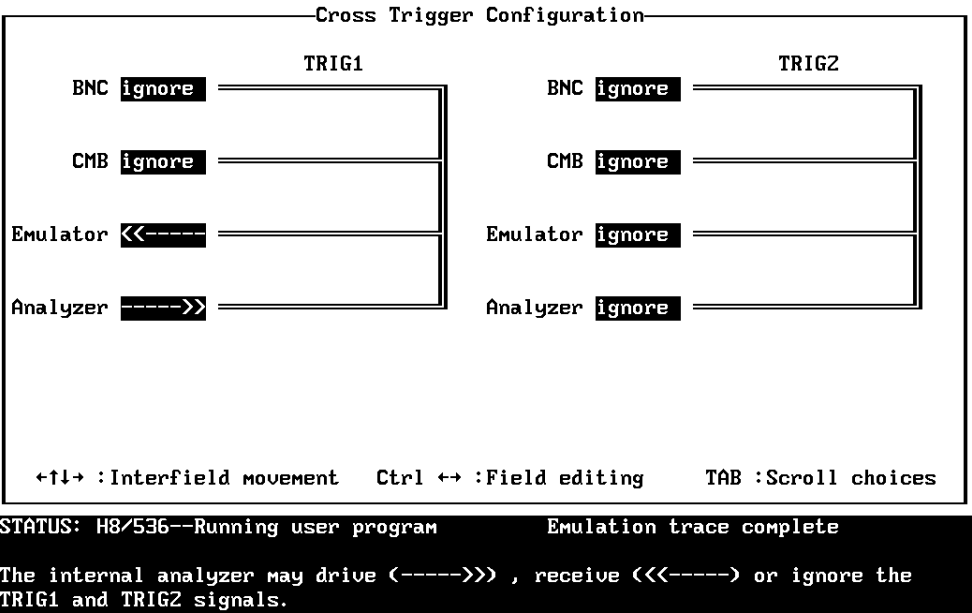 Cross Trigger Configuration
TRIG1 TRIG2
BNC ignore BNC ignore
CMB ignore CMB ignore
Emulator <<----- Emulator ignore
Analyzer ----->> Analyzer ignore
←↑↓→ :Interfield movement Ctrl ↔ :Field editing TAB :Scroll choices
STATUS: H8/536--Running user program Emulation trace complete
The internal analyzer may drive (----->>) , receive (<<-----) or ignore the
TRIG1 and TRIG2 signals.